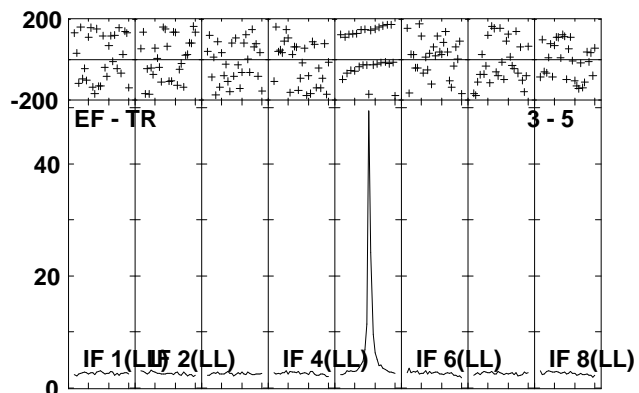 200
-200
EF - TR 3 - 5
40
20
IF 1(LL) IF 2(LL) IF 4(LL) IF 6(LL) IF 8(LL)
0